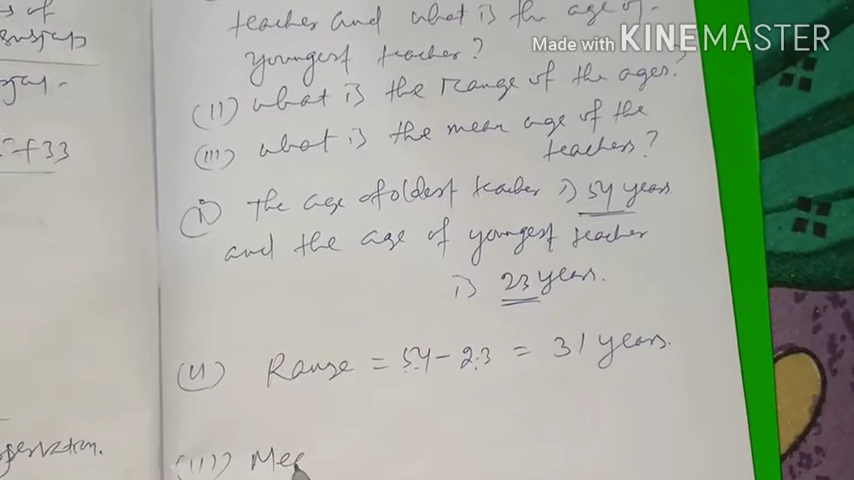 teacher and what is the age of
youngest teacher?
Made with KINEMASTER
(II) what is the range of the ages?
(III) what is the mean age of the
teachers?
(i) The age of oldest teacher is 54 years
and the age of youngest teacher
is 23 years.
(II) Range = 54 - 23 = 31 years.
(III) Mea
s of
+33